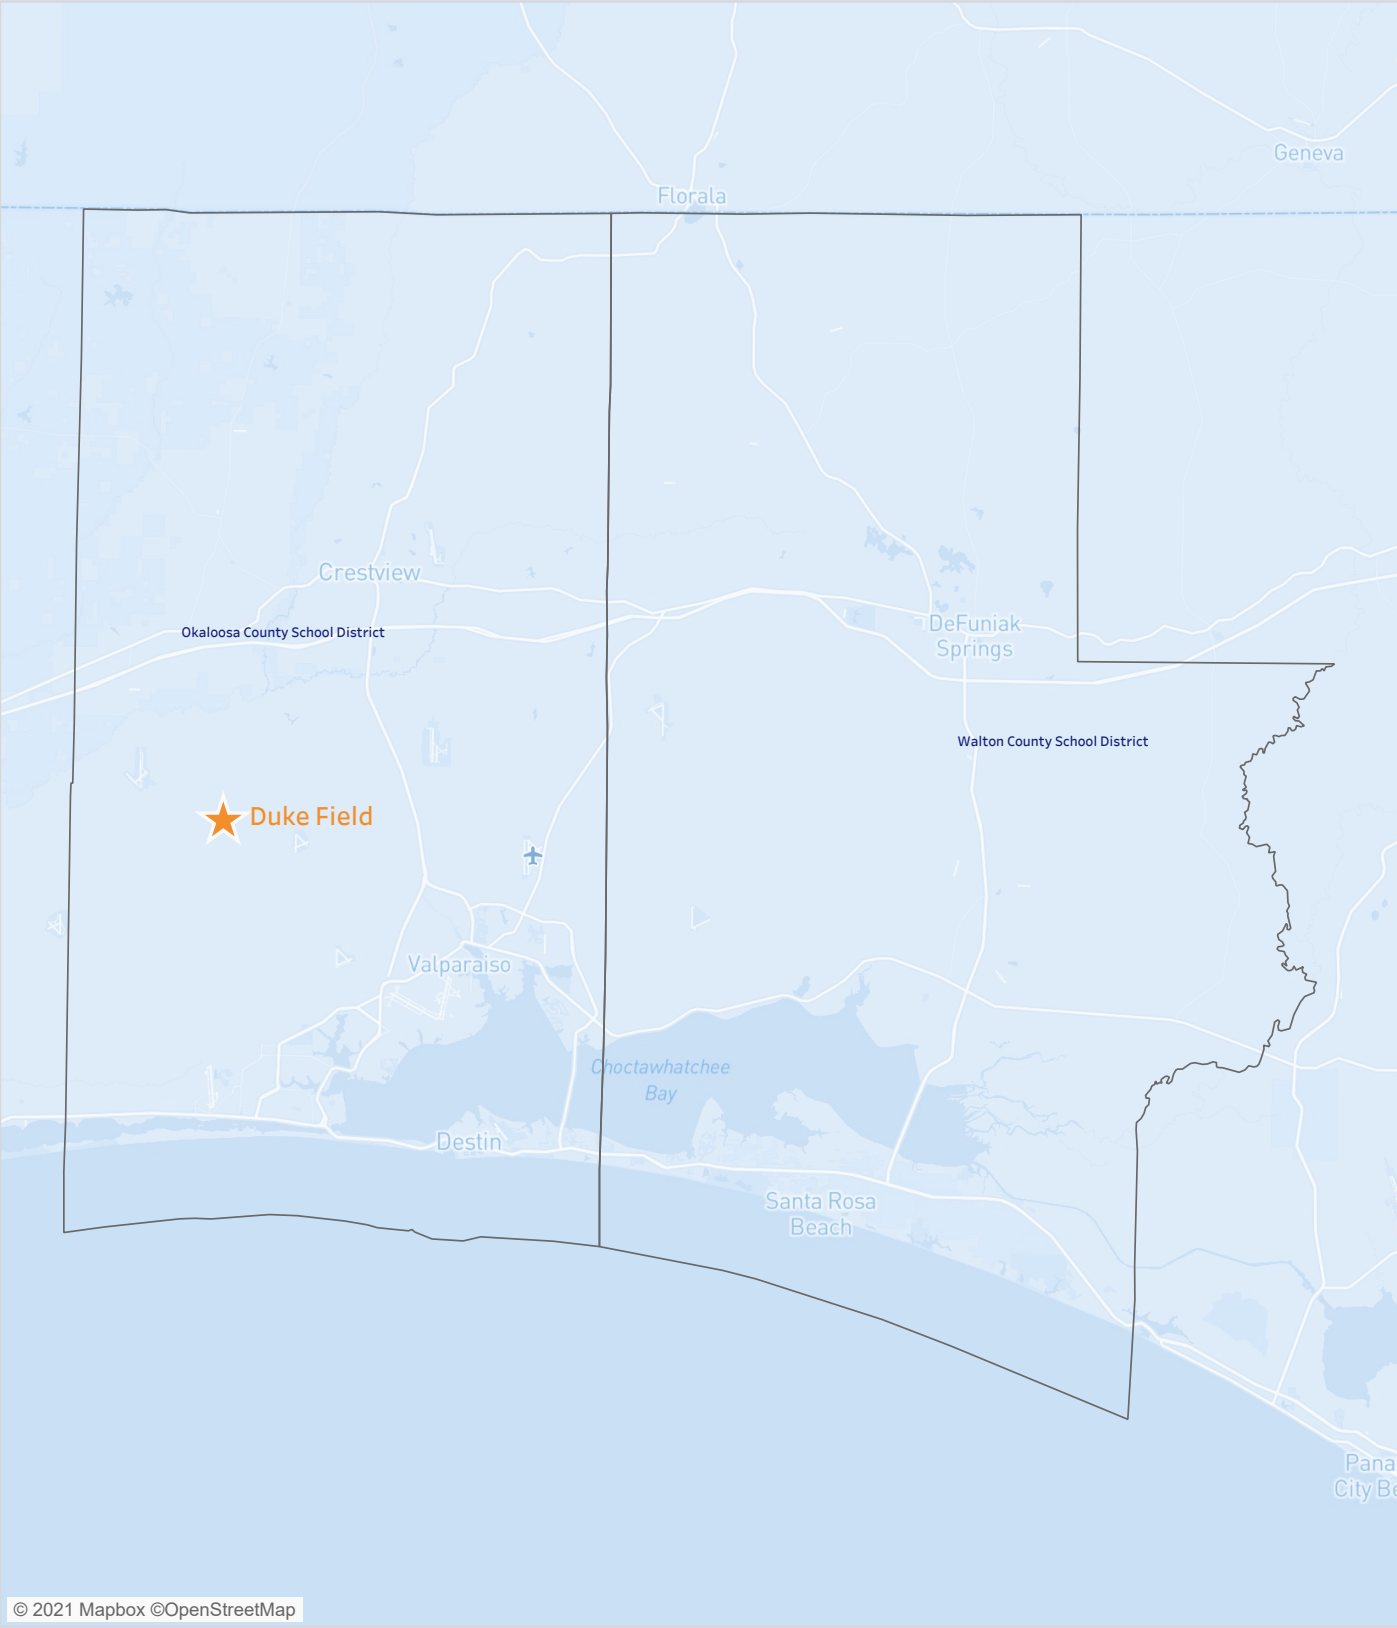 Geneva
Florala
Crestview
DeFuniak
Springs
Okaloosa County School District
Walton County School District
Duke Field
Valparaiso
Choctawhatchee
Bay
Destin
Santa Rosa
Beach
Pana
City Be
© 2021 Mapbox ©OpenStreetMap